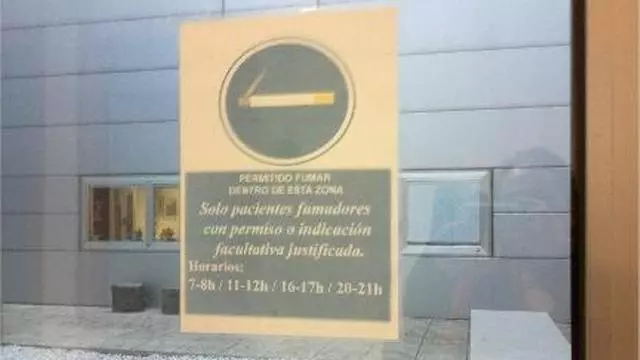 PERMITIDO FUMAR
DENTRO DE ESTA ZONA
Solo pacientes fumadores
con permiso o indicación
facultativa justificada.
Horarios:
7-8h / 11-12h / 16-17h / 20-21h